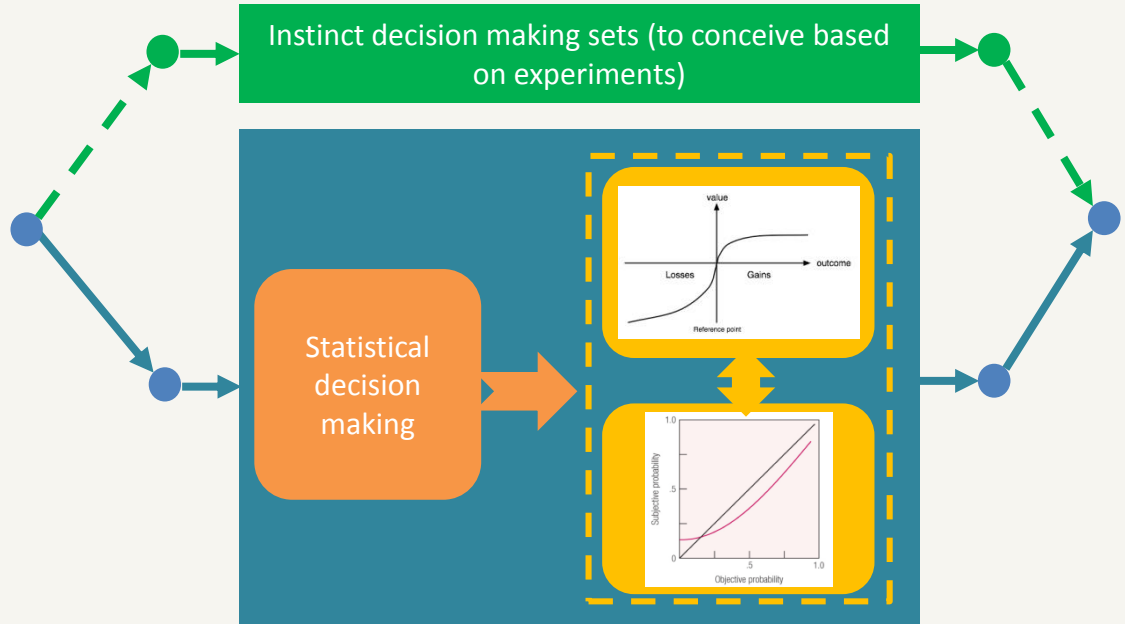 Instinct decision making sets (to conceive based
on experiments)
Statistical
decision
making
value
outcome
Losses
Gains
Reference point
1.0
Subjective probability
.5
0
.5
1.0
Objective probability